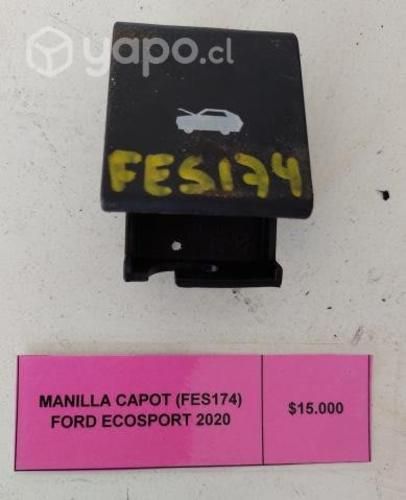 yapo.cl
FES174
MANILLA CAPOT (FES174)
FORD ECOSPORT 2020
$15.000